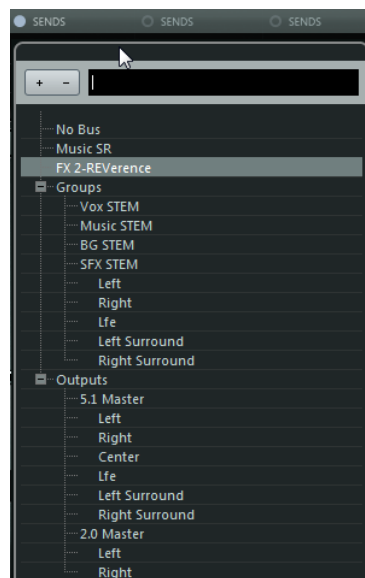 SENDS SENDS SENDS
+ -
No Bus
Music SR
FX 2-REVerence
Groups
Vox STEM
Music STEM
BG STEM
SFX STEM
Left
Right
Lfe
Left Surround
Right Surround
Outputs
5.1 Master
Left
Right
Center
Lfe
Left Surround
Right Surround
2.0 Master
Left
Right